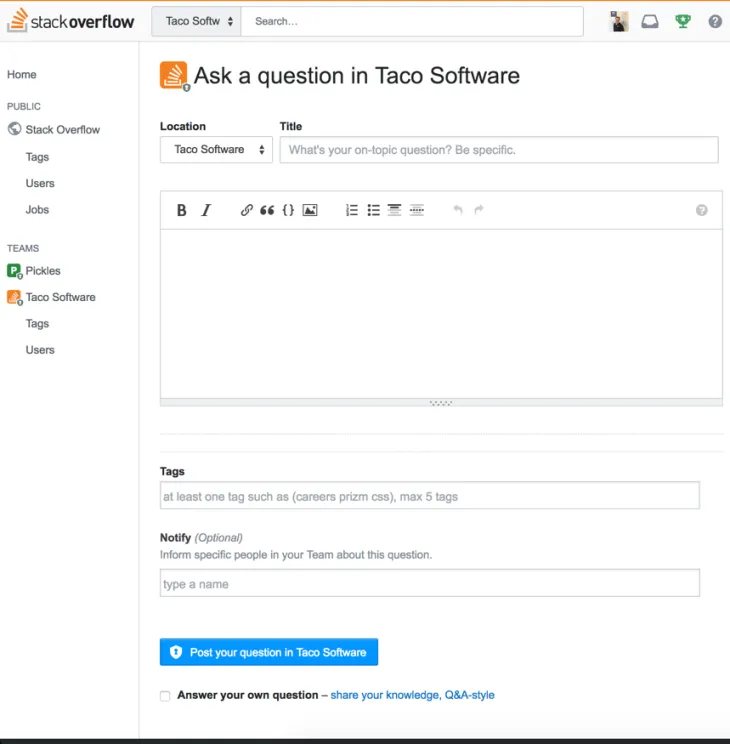 stackoverflow
Taco Softw
Search…
?
Home
PUBLIC
Stack Overflow
Tags
Users
Jobs
TEAMS
P Pickles
Taco Software
Tags
Users
Ask a question in Taco Software
Location
Title
Taco Software
What's your on-topic question? Be specific.
B I {} ?
Tags
at least one tag such as (careers prizm css), max 5 tags
Notify (Optional)
Inform specific people in your Team about this question.
type a name
Post your question in Taco Software
Answer your own question – share your knowledge, Q&A-style